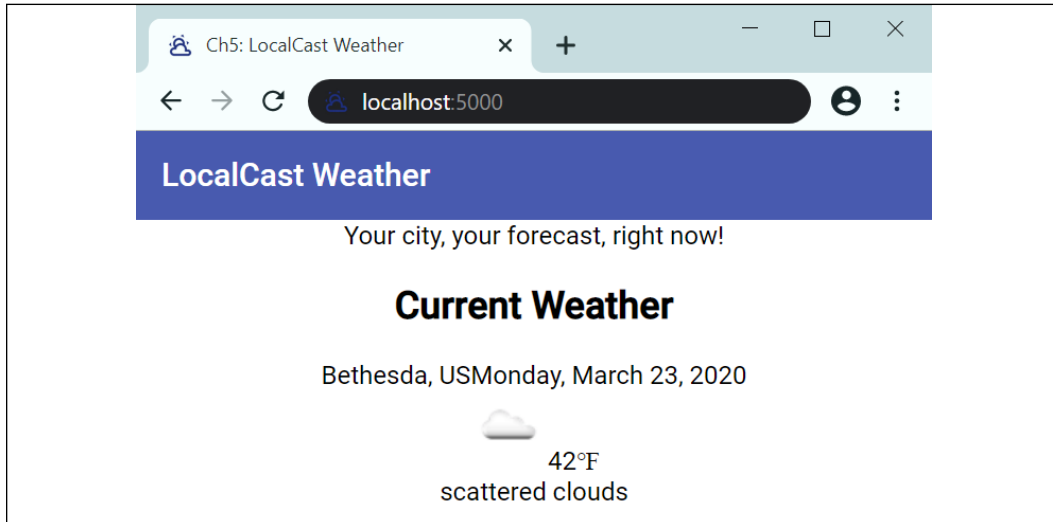 Ch5: LocalCast Weather
localhost:5000
LocalCast Weather
Your city, your forecast, right now!
Current Weather
Bethesda, USMonday, March 23, 2020
42°F
scattered clouds